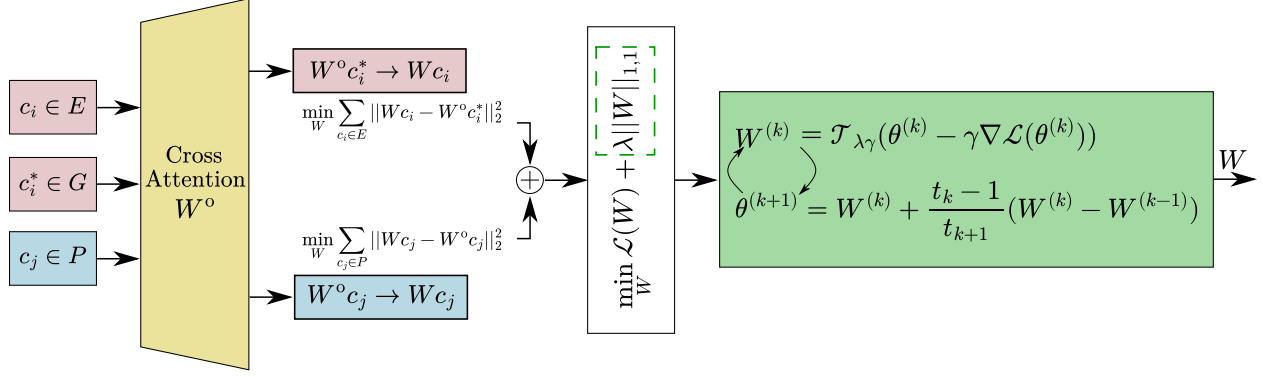 c_i ∈ E
c_i^* ∈ G
c_j ∈ P
Cross
Attention
W^o
W^o c_i^* → W c_i
min_W ∑_{c_i∈E} ||W c_i − W^o c_i^*||_2^2
⊕
min_W ∑_{c_j∈P} ||W c_j − W^o c_j||_2^2
W^o c_j → W c_j
min_W ℒ(W) + λ||W||_{1,1}
W^{(k)} = 𝒯_{λγ}(θ^{(k)} − γ∇ℒ(θ^{(k)}))
θ^{(k+1)} = W^{(k)} + \frac{t_k − 1}{t_{k+1}}(W^{(k)} − W^{(k−1)})
W